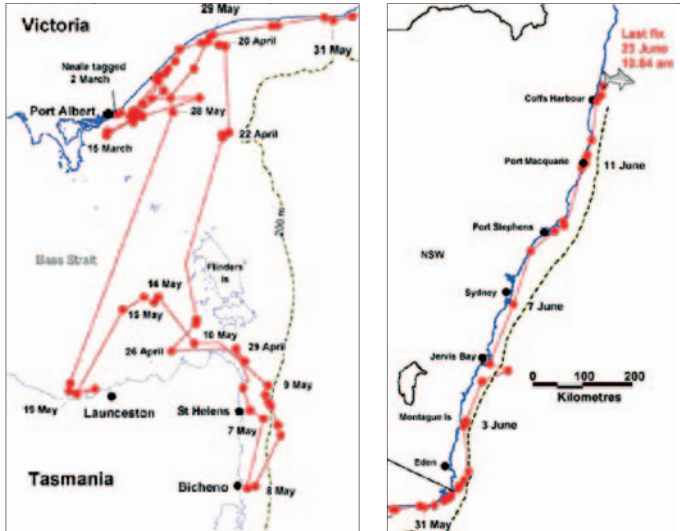 Victoria
29 May
20 April
31 May
Neale tagged
2 March
Port Albert
28 May
15 March
22 April
200 m
Bass Strait
Flinders
Is
14 May
15 May
10 May
26 April
29 April
9 May
19 May
Launceston
St Helens
7 May
Tasmania
Bicheno
8 May
Last fix
23 June
10:54 am
Coffs Harbour
11 June
Port Macquarie
Port Stephens
NSW
Sydney
7 June
Jervis Bay
0 100 200
Kilometres
Montague Is
3 June
Eden
31 May